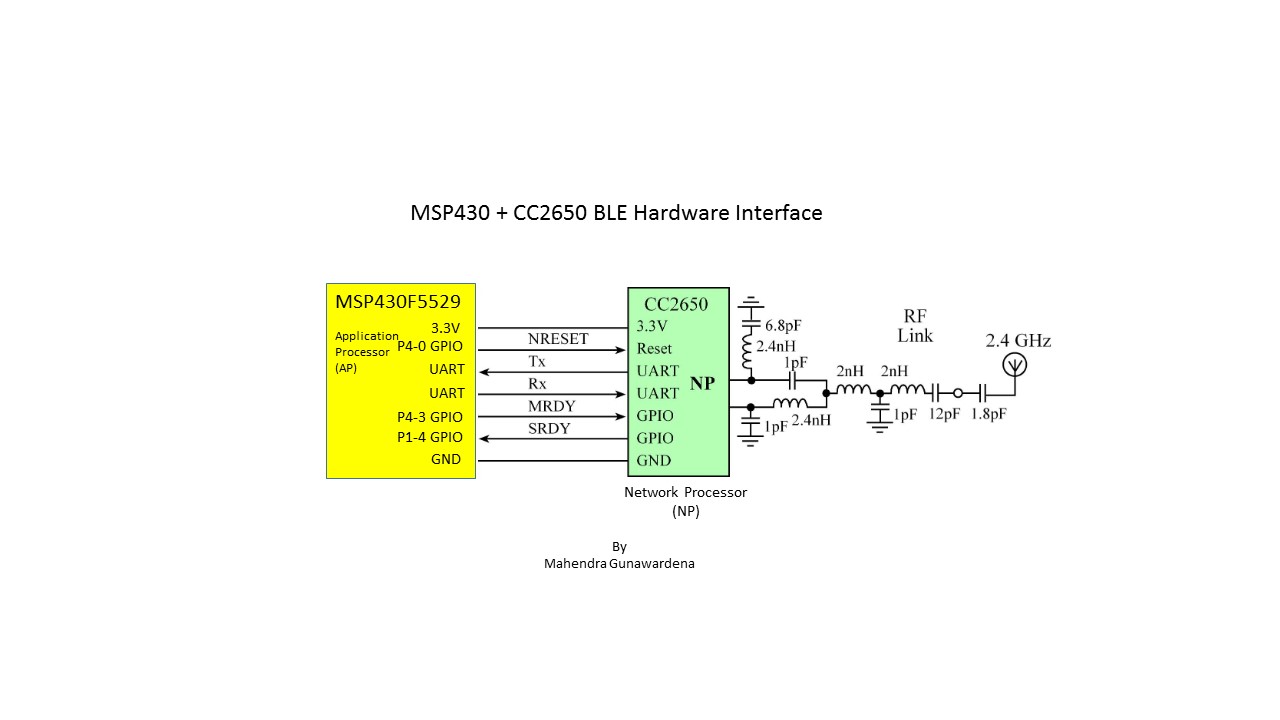 MSP430 + CC2650 BLE Hardware Interface
MSP430F5529
Application
Processor
(AP)
3.3V
P4-0 GPIO
UART
UART
P4-3 GPIO
P1-4 GPIO
GND
NRESET
Tx
Rx
MRDY
SRDY
CC2650
3.3V
Reset
UART
UART
GPIO
GPIO
GND
NP
Network Processor
(NP)
6.8pF
2.4nH
1pF
1pF
2.4nH
2nH
2nH
1pF
12pF
1.8pF
RF
Link
2.4 GHz
By
Mahendra Gunawardena